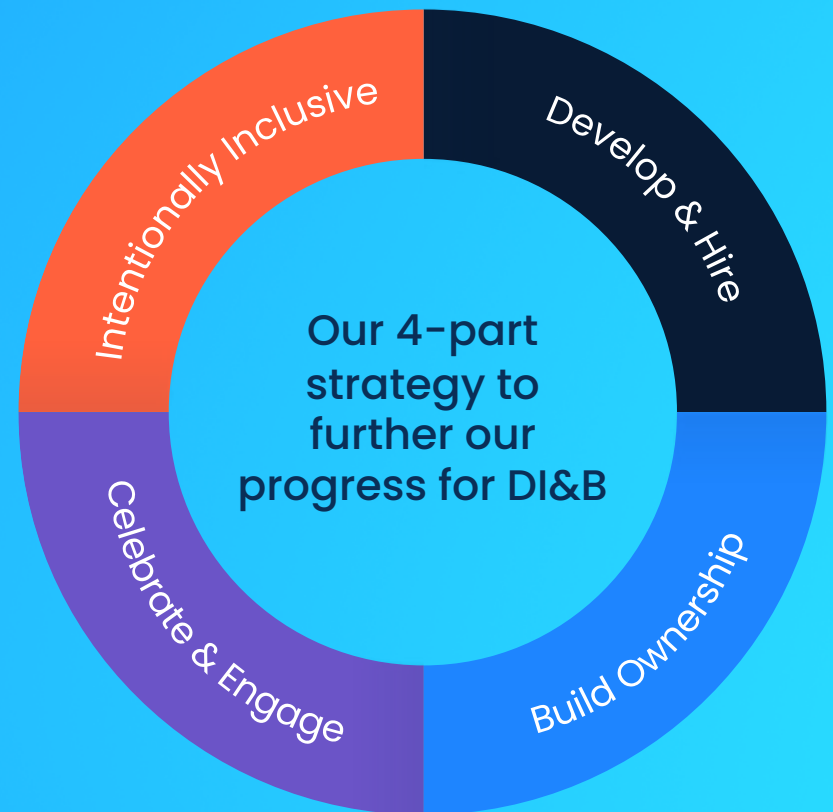 Intentionally Inclusive
Develop & Hire
Our 4-part
strategy to
further our
progress for DI&B
Celebrate & Engage
Build Ownership